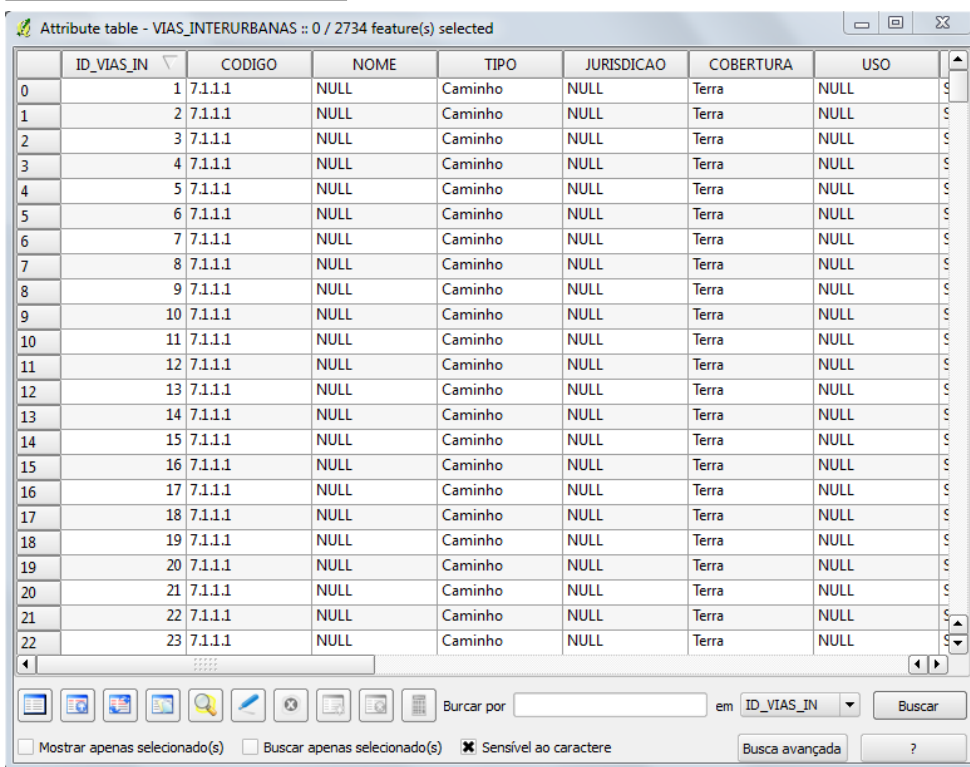 Attribute table - VIAS_INTERURBANAS :: 0 / 2734 feature(s) selected
ID_VIAS_IN CODIGO NOME TIPO JURISDICAO COBERTURA USO
0 1 7.1.1.1 NULL Caminho NULL Terra NULL S
1 2 7.1.1.1 NULL Caminho NULL Terra NULL S
2 3 7.1.1.1 NULL Caminho NULL Terra NULL S
3 4 7.1.1.1 NULL Caminho NULL Terra NULL S
4 5 7.1.1.1 NULL Caminho NULL Terra NULL S
5 6 7.1.1.1 NULL Caminho NULL Terra NULL S
6 7 7.1.1.1 NULL Caminho NULL Terra NULL S
7 8 7.1.1.1 NULL Caminho NULL Terra NULL S
8 9 7.1.1.1 NULL Caminho NULL Terra NULL S
9 10 7.1.1.1 NULL Caminho NULL Terra NULL S
10 11 7.1.1.1 NULL Caminho NULL Terra NULL S
11 12 7.1.1.1 NULL Caminho NULL Terra NULL S
12 13 7.1.1.1 NULL Caminho NULL Terra NULL S
13 14 7.1.1.1 NULL Caminho NULL Terra NULL S
14 15 7.1.1.1 NULL Caminho NULL Terra NULL S
15 16 7.1.1.1 NULL Caminho NULL Terra NULL S
16 17 7.1.1.1 NULL Caminho NULL Terra NULL S
17 18 7.1.1.1 NULL Caminho NULL Terra NULL S
18 19 7.1.1.1 NULL Caminho NULL Terra NULL S
19 20 7.1.1.1 NULL Caminho NULL Terra NULL S
20 21 7.1.1.1 NULL Caminho NULL Terra NULL S
21 22 7.1.1.1 NULL Caminho NULL Terra NULL S
22 23 7.1.1.1 NULL Caminho NULL Terra NULL S
Burcar por em ID_VIAS_IN Buscar
Mostrar apenas selecionado(s) Buscar apenas selecionado(s) Sensível ao caractere Busca avançada ?